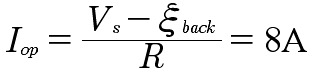 I_op = (V_s − ξ_back) / R = 8A